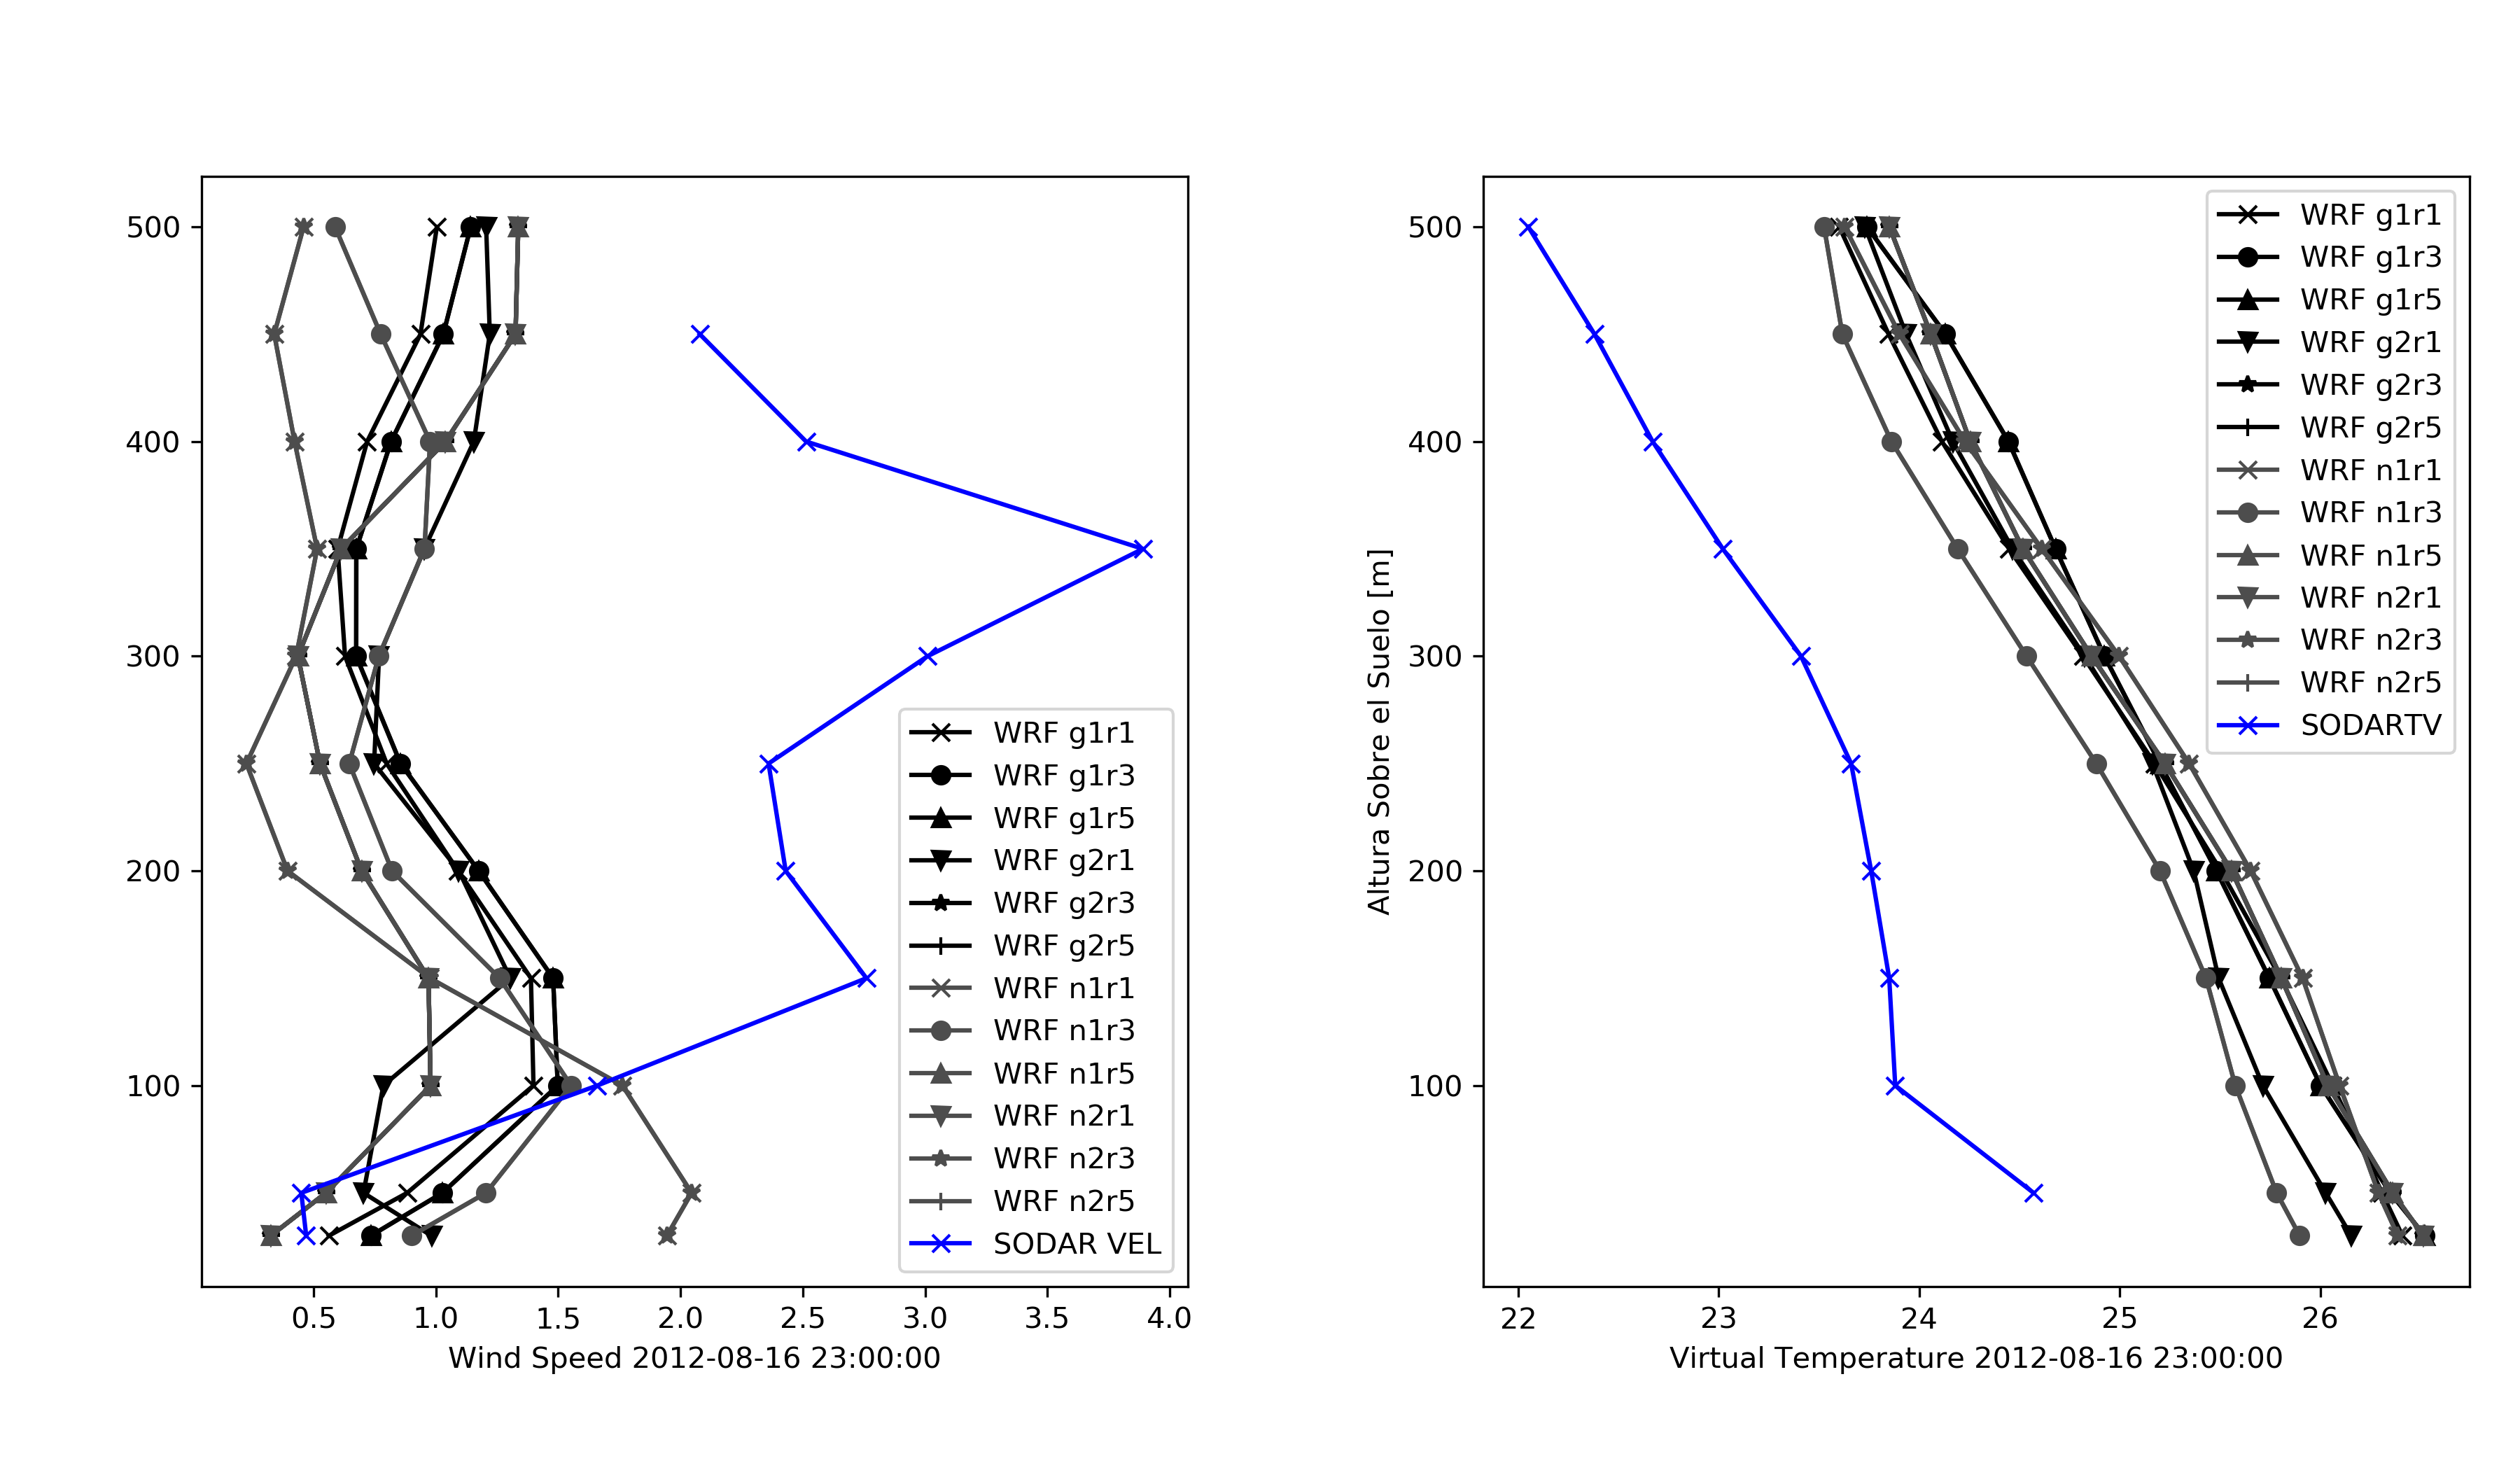 500
400
300
200
100
0.5 1.0 1.5 2.0 2.5 3.0 3.5 4.0
Wind Speed 2012-08-16 23:00:00
WRF g1r1
WRF g1r3
WRF g1r5
WRF g2r1
WRF g2r3
WRF g2r5
WRF n1r1
WRF n1r3
WRF n1r5
WRF n2r1
WRF n2r3
WRF n2r5
SODAR VEL
Altura Sobre el Suelo [m]
500
400
300
200
100
22 23 24 25 26
Virtual Temperature 2012-08-16 23:00:00
WRF g1r1
WRF g1r3
WRF g1r5
WRF g2r1
WRF g2r3
WRF g2r5
WRF n1r1
WRF n1r3
WRF n1r5
WRF n2r1
WRF n2r3
WRF n2r5
SODARTV